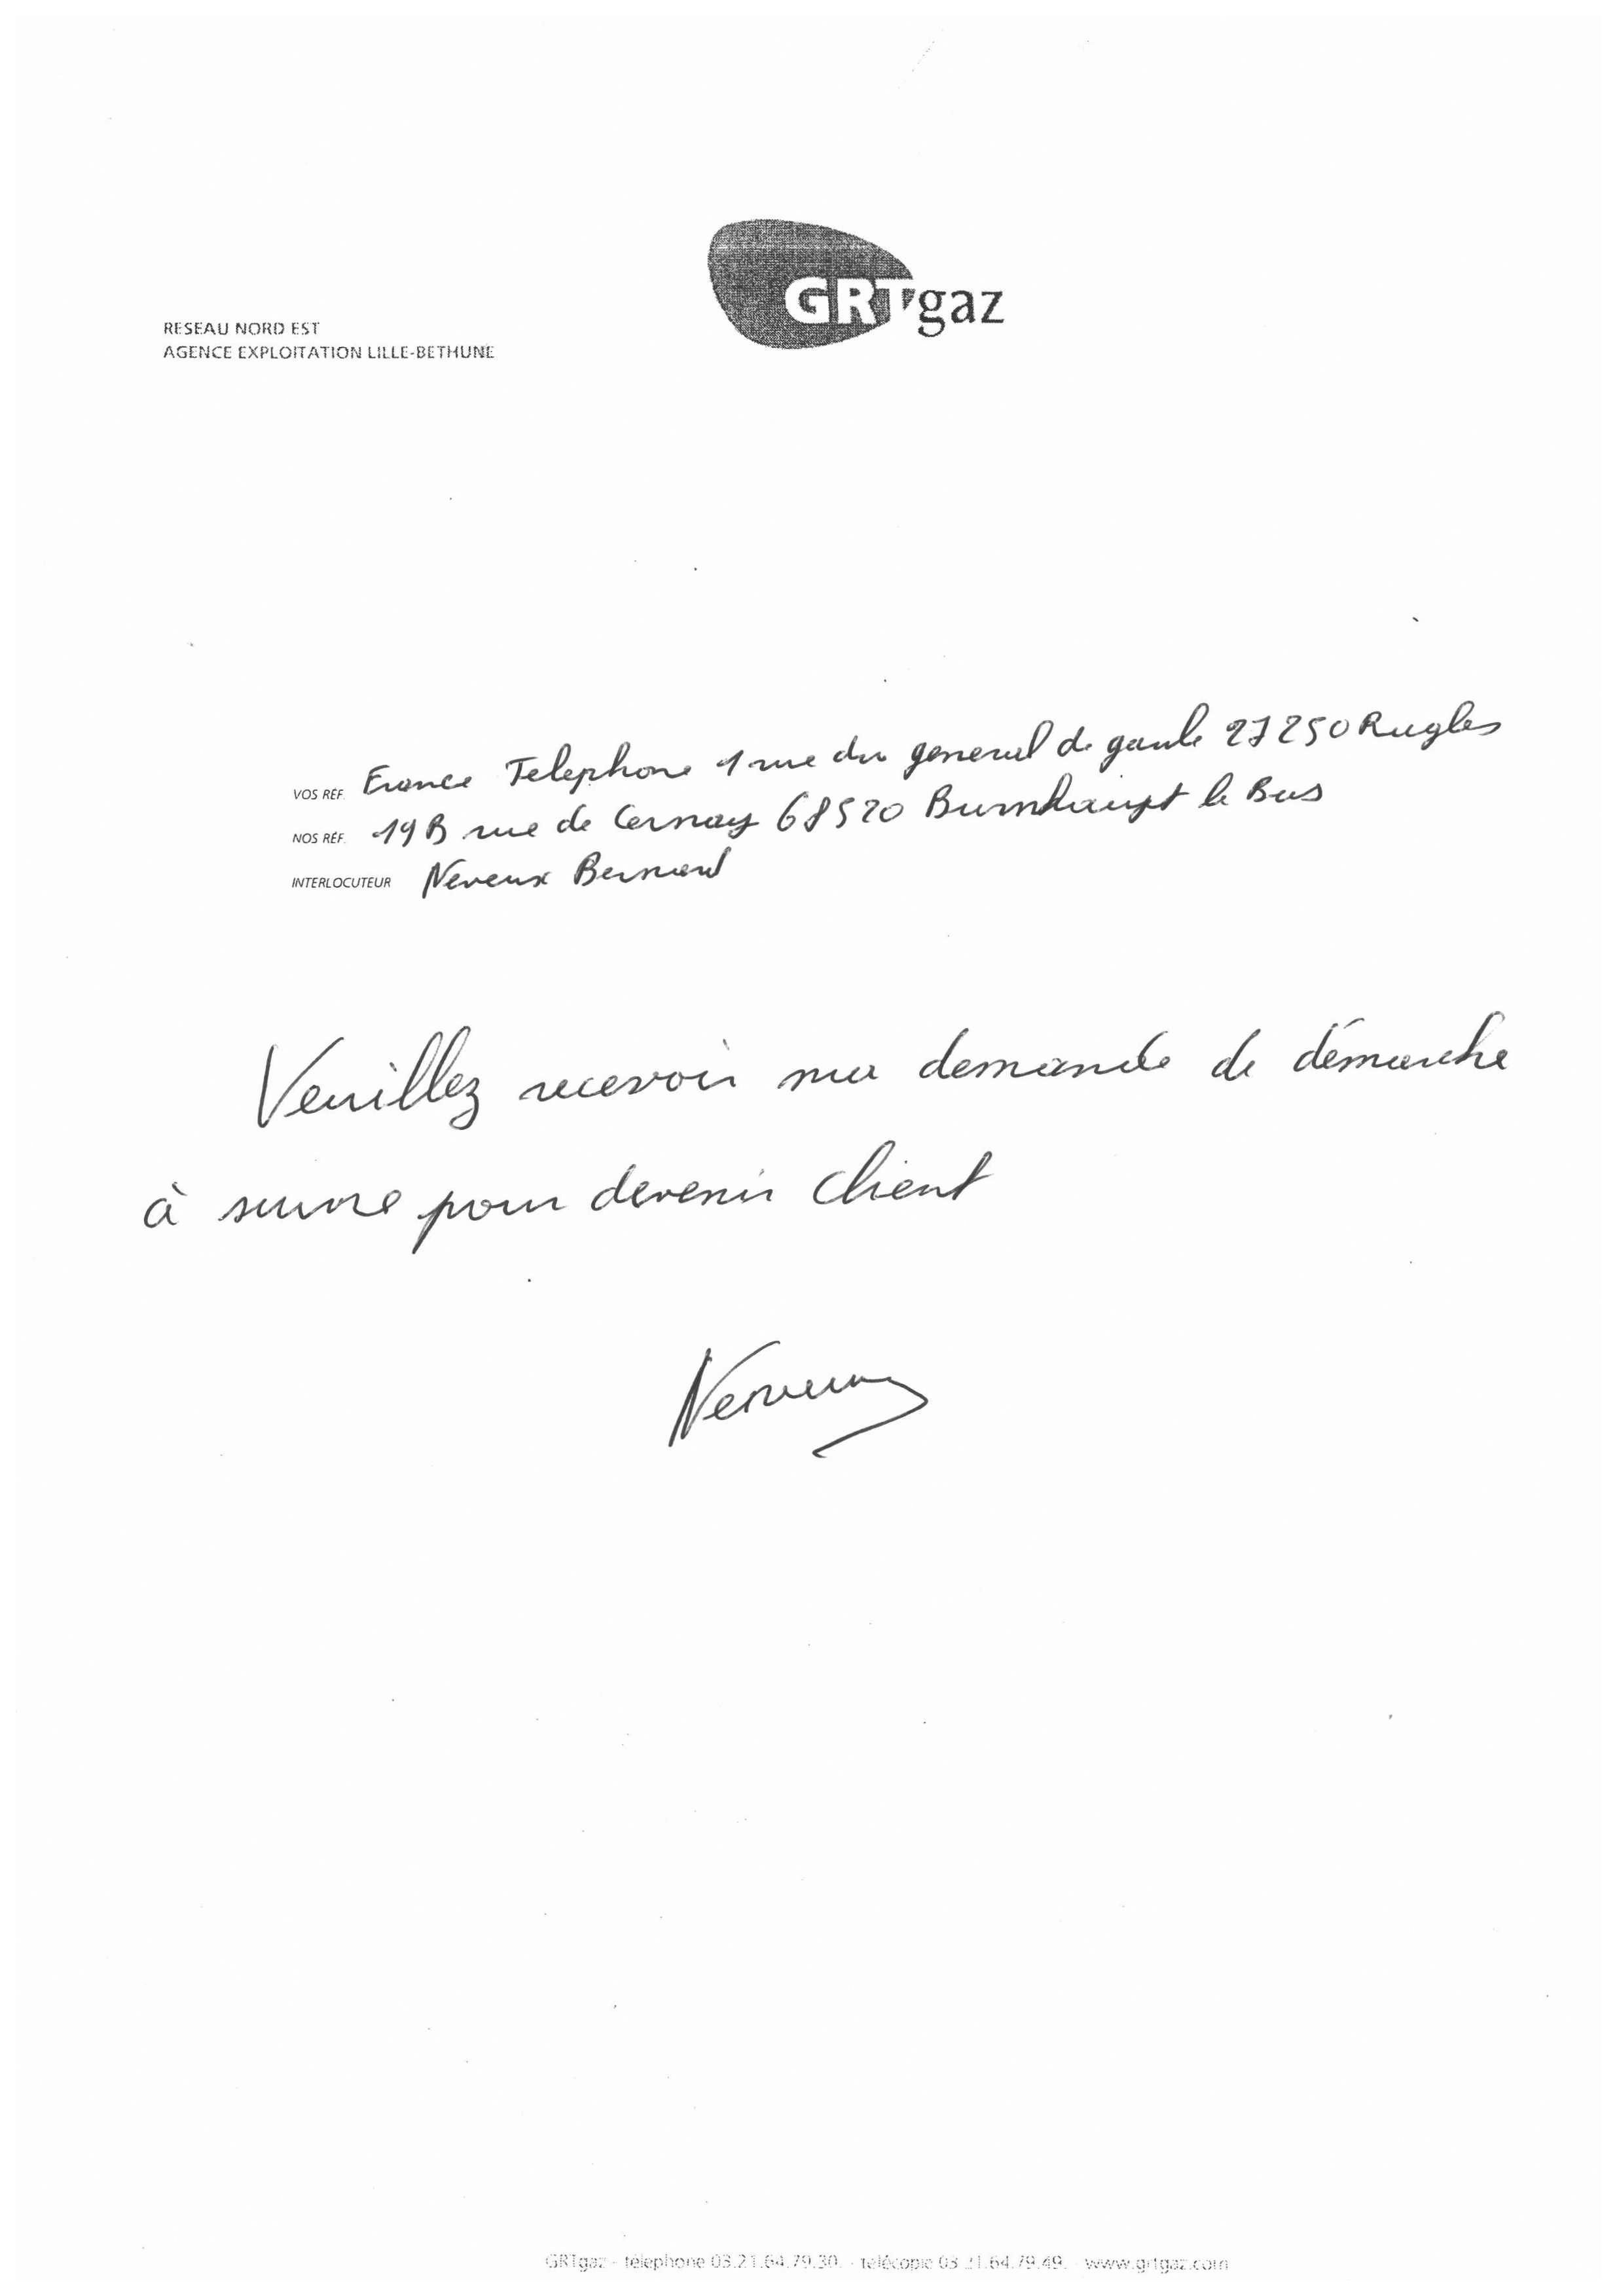 GRTgaz
RESEAU NORD EST
AGENCE EXPLOITATION LILLE-BETHUNE
VOS RÉF. France Telephone 1 rue du general de gaule 27250 Rugles
NOS RÉF. 19 B rue de Cernay 68520 Burnhaupt le Bas
INTERLOCUTEUR Neveux Bernard
Veuillez recevoir ma demande de démarche
à suivre pour devenir client
Neveux
GRTgaz - téléphone 03.21.64.79.30. - télécopie 03.21.64.79.49. - www.grtgaz.com